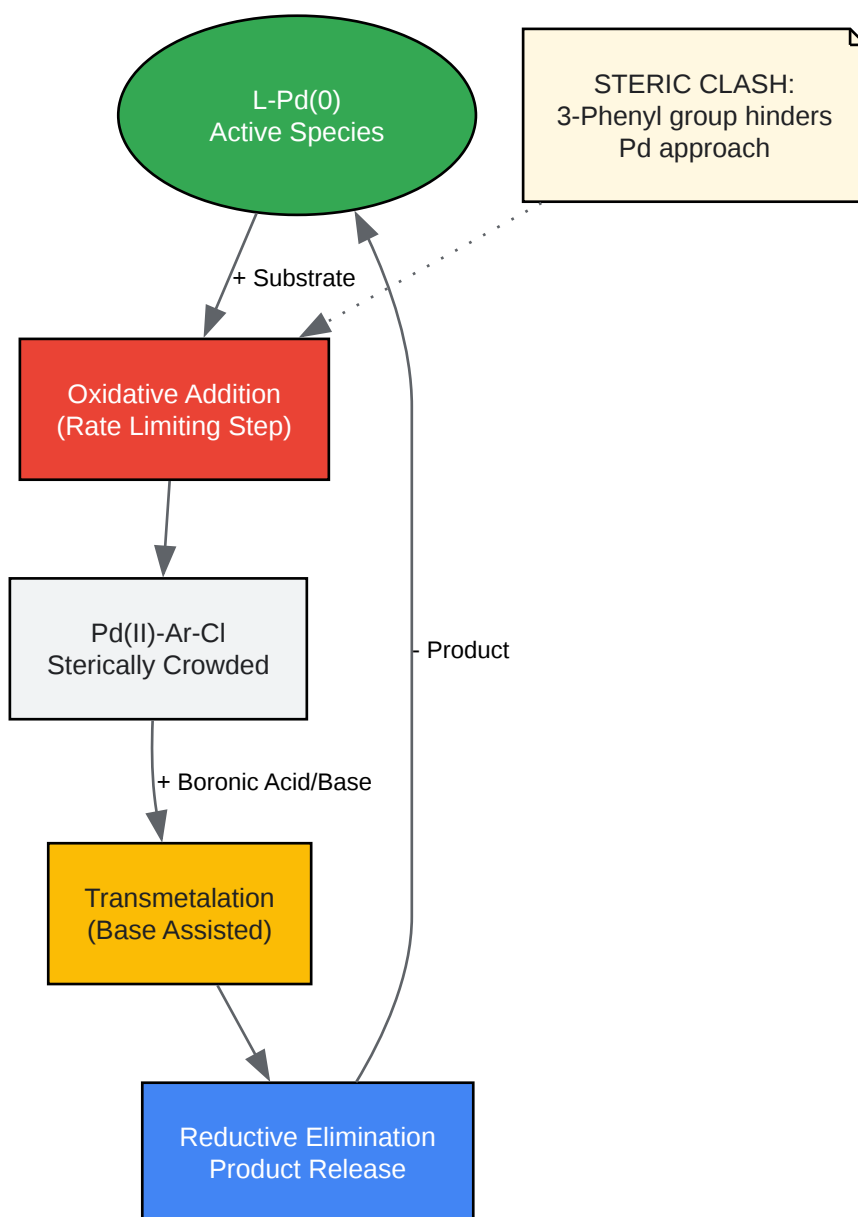 L-Pd(0)
Active Species
STERIC CLASH:
3-Phenyl group hinders
Pd approach
+ Substrate
Oxidative Addition
(Rate Limiting Step)
Pd(II)-Ar-Cl
Sterically Crowded
- Product
+ Boronic Acid/Base
Transmetalation
(Base Assisted)
Reductive Elimination
Product Release